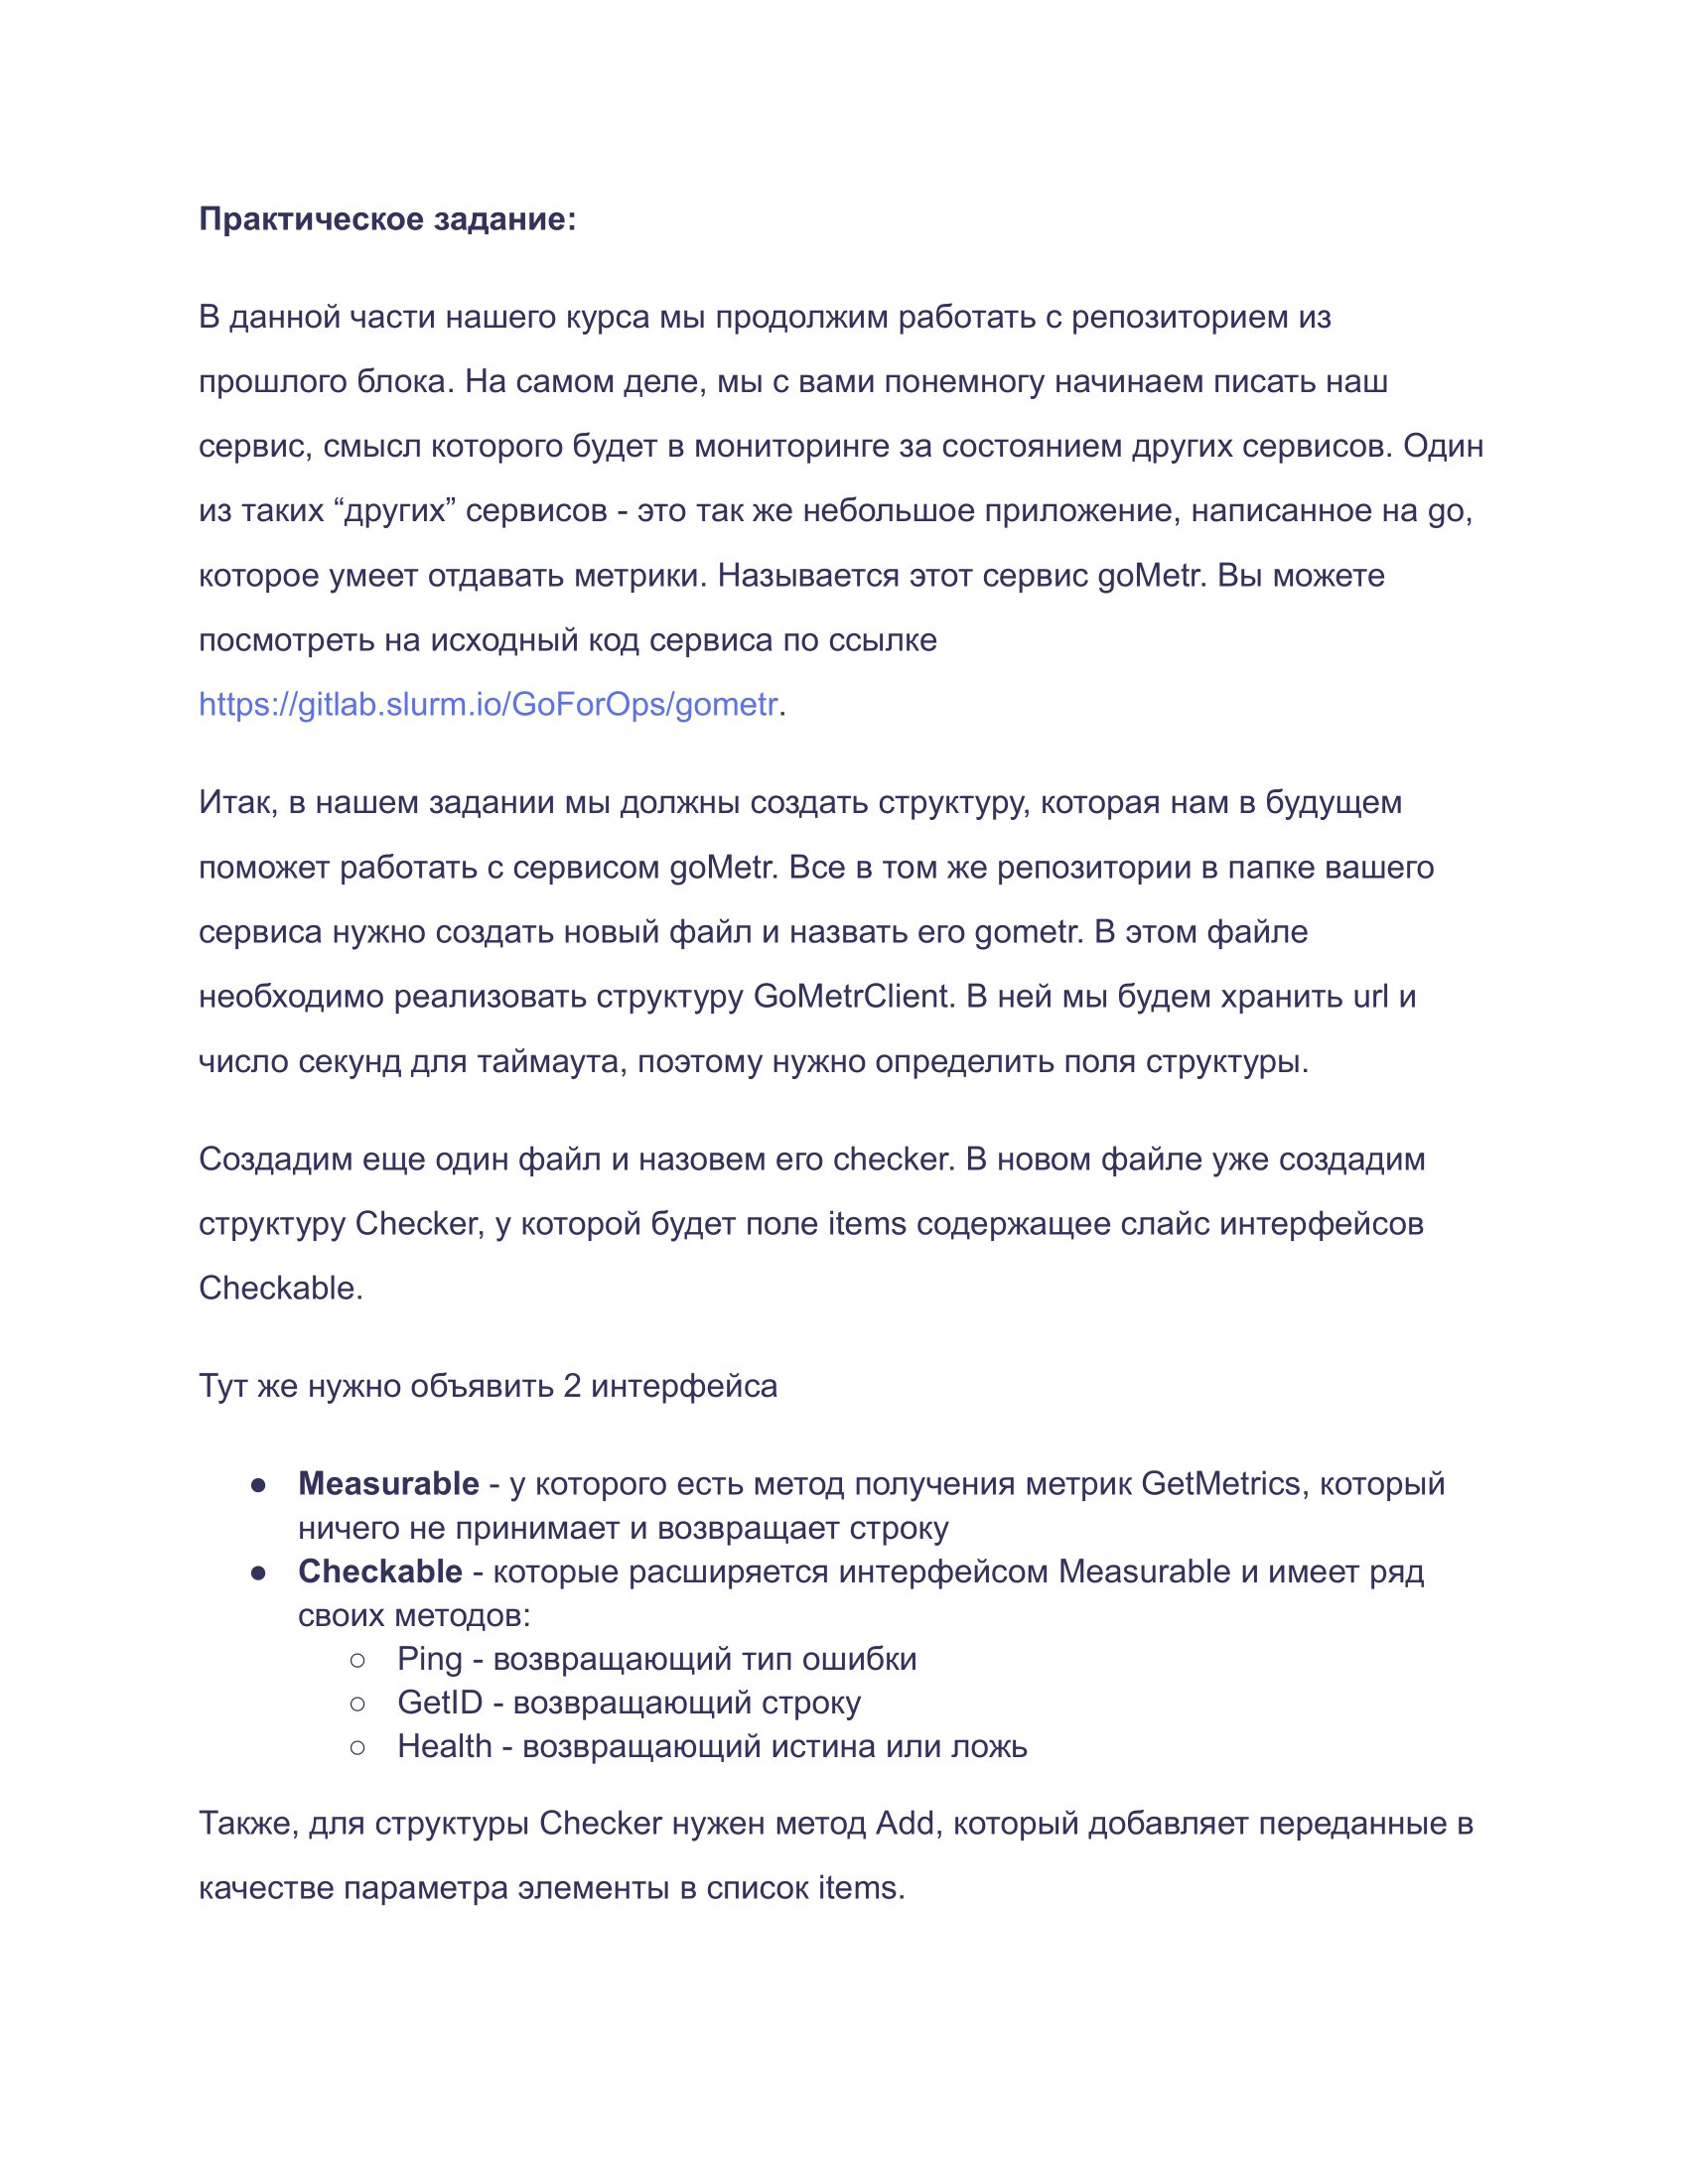 Практическое задание:
В данной части нашего курса мы продолжим работать с репозиторием из
прошлого блока. На самом деле, мы с вами понемногу начинаем писать наш
сервис, смысл которого будет в мониторинге за состоянием других сервисов. Один
из таких “других” сервисов - это так же небольшое приложение, написанное на go,
которое умеет отдавать метрики. Называется этот сервис goMetr. Вы можете
посмотреть на исходный код сервиса по ссылке
https://gitlab.slurm.io/GoForOps/gometr.
Итак, в нашем задании мы должны создать структуру, которая нам в будущем
поможет работать с сервисом goMetr. Все в том же репозитории в папке вашего
сервиса нужно создать новый файл и назвать его gometr. В этом файле
необходимо реализовать структуру GoMetrClient. В ней мы будем хранить url и
число секунд для таймаута, поэтому нужно определить поля структуры.
Создадим еще один файл и назовем его checker. В новом файле уже создадим
структуру Checker, у которой будет поле items содержащее слайс интерфейсов
Checkable.
Тут же нужно объявить 2 интерфейса
● Measurable - у которого есть метод получения метрик GetMetrics, который
ничего не принимает и возвращает строку
● Checkable - которые расширяется интерфейсом Measurable и имеет ряд
своих методов:
○ Ping - возвращающий тип ошибки
○ GetID - возвращающий строку
○ Health - возвращающий истина или ложь
Также, для структуры Checker нужен метод Add, который добавляет переданные в
качестве параметра элементы в список items.